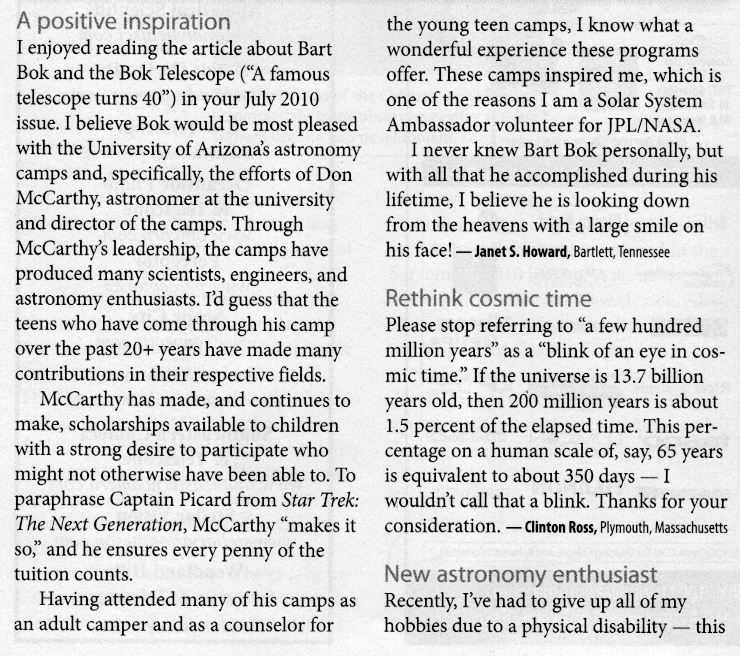 A positive inspiration
I enjoyed reading the article about Bart
Bok and the Bok Telescope (“A famous
telescope turns 40”) in your July 2010
issue. I believe Bok would be most pleased
with the University of Arizona’s astronomy
camps and, specifically, the efforts of Don
McCarthy, astronomer at the university
and director of the camps. Through
McCarthy’s leadership, the camps have
produced many scientists, engineers, and
astronomy enthusiasts. I’d guess that the
teens who have come through his camp
over the past 20+ years have made many
contributions in their respective fields.
McCarthy has made, and continues to
make, scholarships available to children
with a strong desire to participate who
might not otherwise have been able to. To
paraphrase Captain Picard from Star Trek:
The Next Generation, McCarthy “makes it
so,” and he ensures every penny of the
tuition counts.
Having attended many of his camps as
an adult camper and as a counselor for
the young teen camps, I know what a
wonderful experience these programs
offer. These camps inspired me, which is
one of the reasons I am a Solar System
Ambassador volunteer for JPL/NASA.
I never knew Bart Bok personally, but
with all that he accomplished during his
lifetime, I believe he is looking down
from the heavens with a large smile on
his face! — Janet S. Howard, Bartlett, Tennessee
Rethink cosmic time
Please stop referring to “a few hundred
million years” as a “blink of an eye in cos-
mic time.” If the universe is 13.7 billion
years old, then 200 million years is about
1.5 percent of the elapsed time. This per-
centage on a human scale of, say, 65 years
is equivalent to about 350 days — I
wouldn’t call that a blink. Thanks for your
consideration. — Clinton Ross, Plymouth, Massachusetts
New astronomy enthusiast
Recently, I’ve had to give up all of my
hobbies due to a physical disability — this